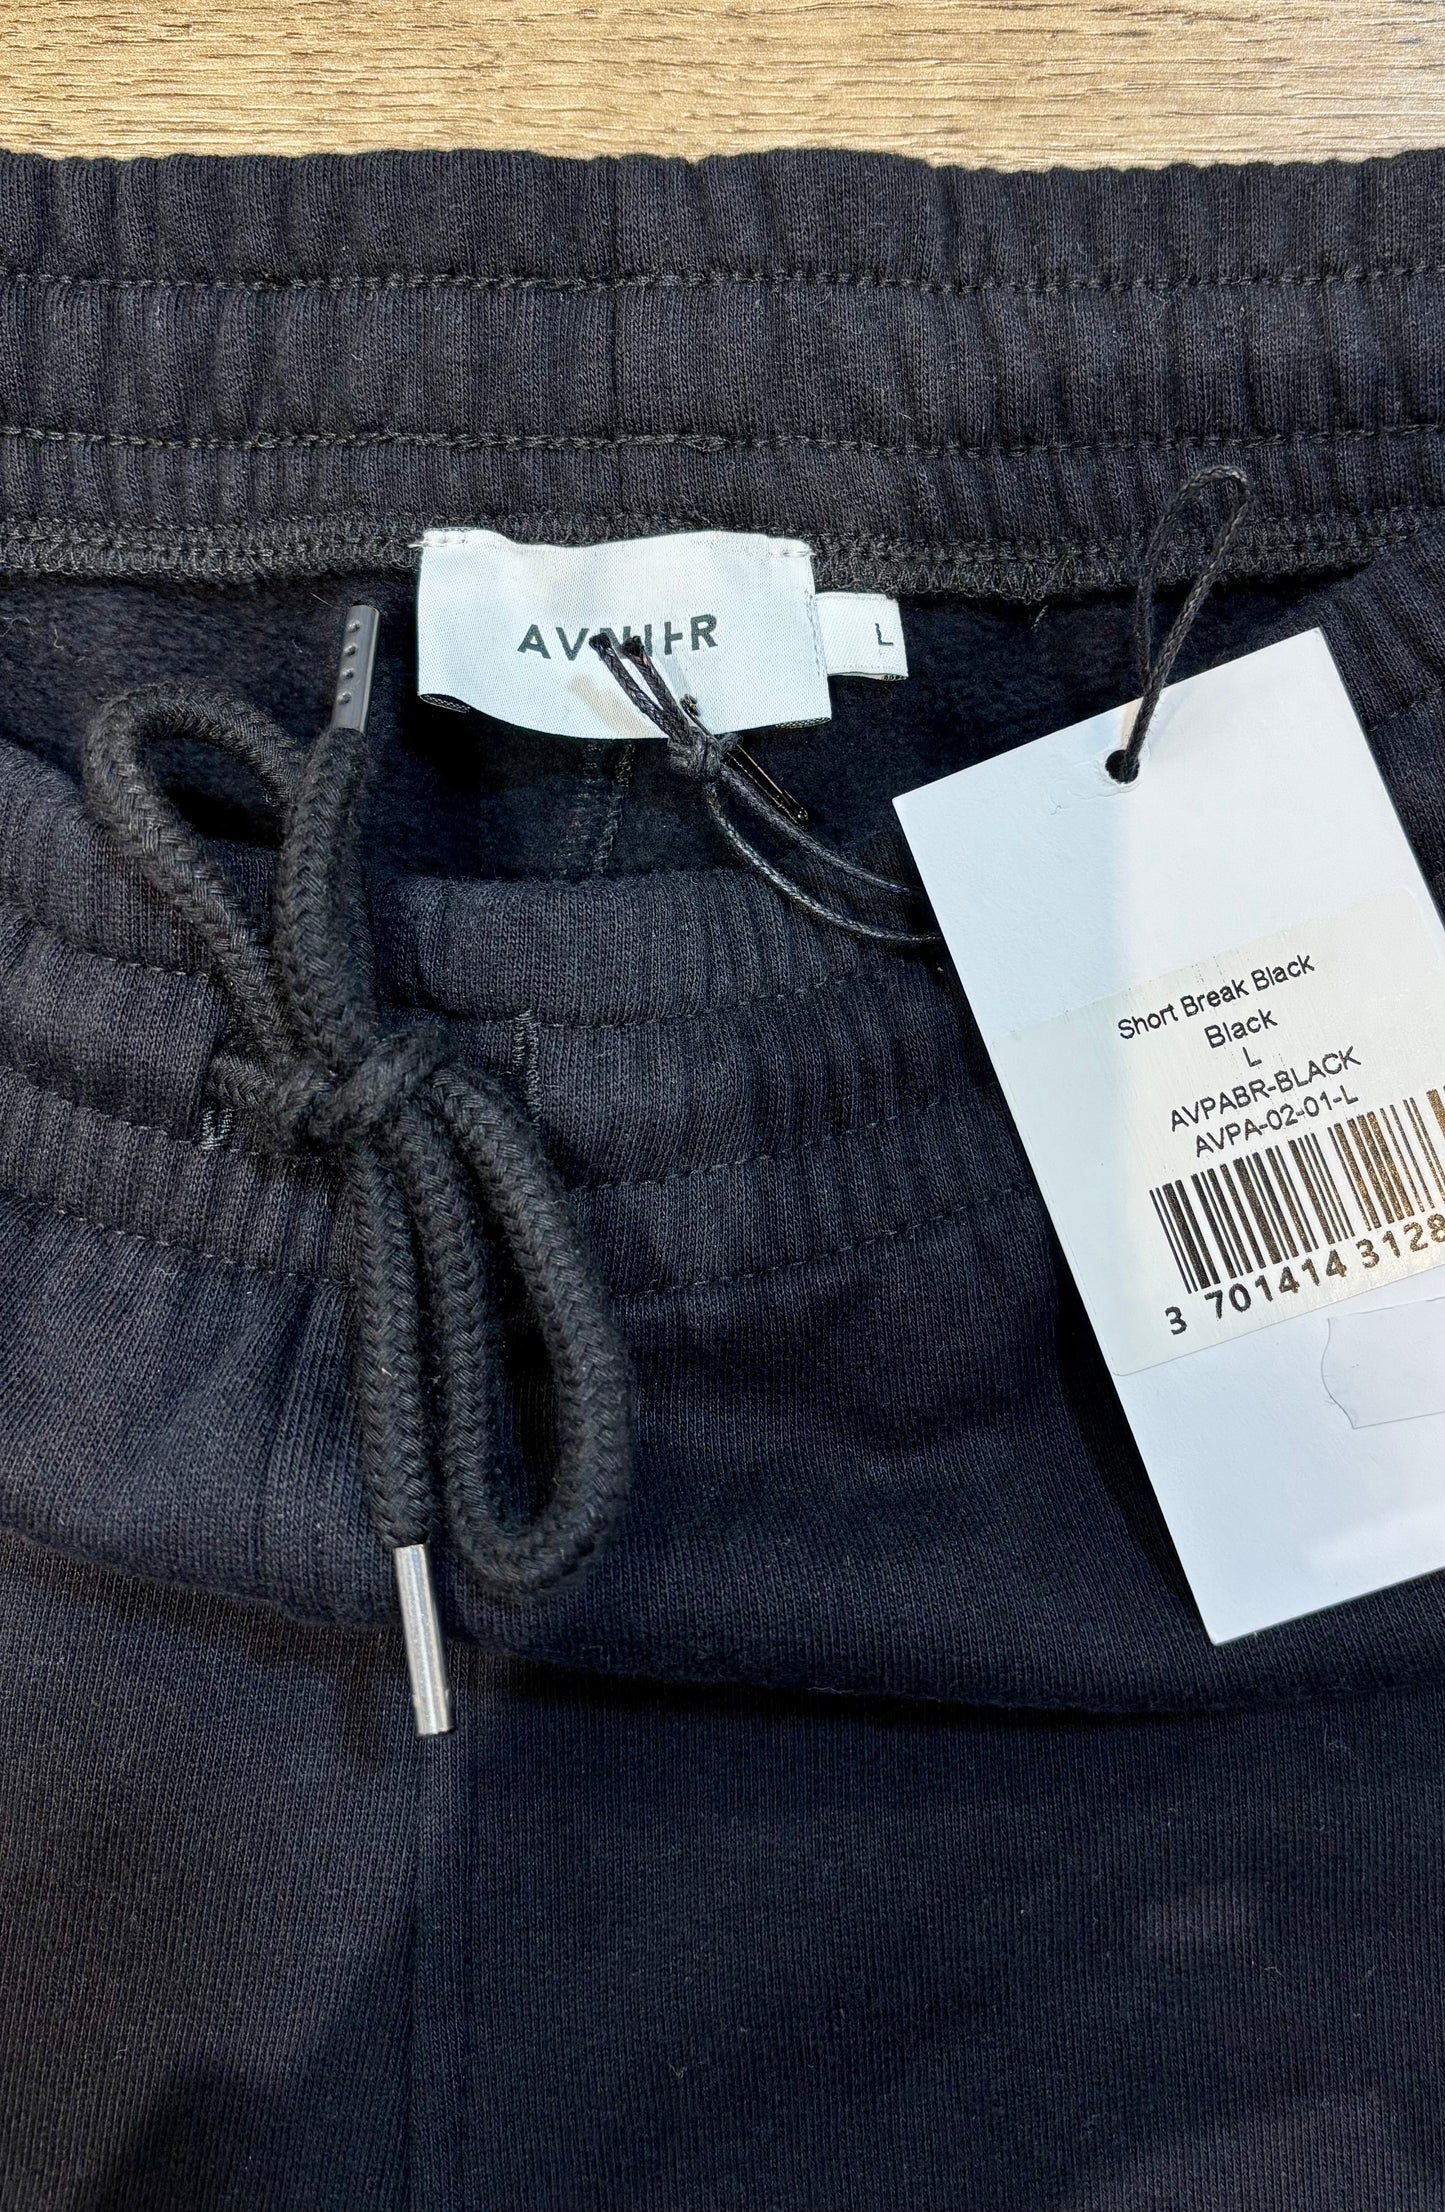 AVNIER
L
Short Break Black
Black
L
AVPABR-BLACK
AVPA-02-01-L
3 701414 3128